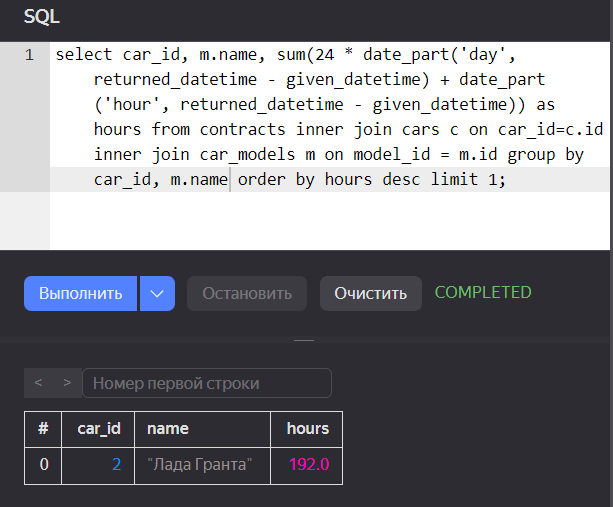 SQL
1 select car_id, m.name, sum(24 * date_part('day',
returned_datetime - given_datetime) + date_part
('hour', returned_datetime - given_datetime)) as
hours from contracts inner join cars c on car_id=c.id
inner join car_models m on model_id = m.id group by
car_id, m.name order by hours desc limit 1;
Выполнить Остановить Очистить COMPLETED
< > Номер первой строки
# car_id name hours
0 2 "Лада Гранта" 192.0